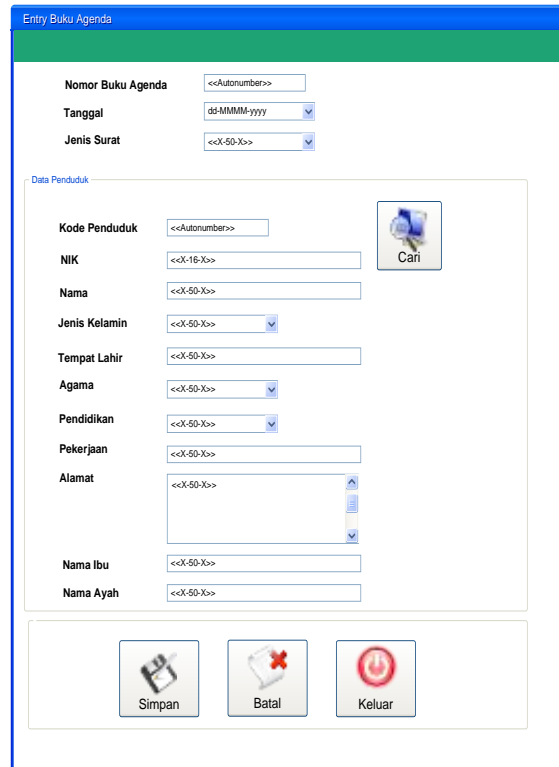 Entry Buku Agenda
Nomor Buku Agenda <<Autonumber>>
Tanggal dd-MMMM-yyyy
Jenis Surat <<X-50-X>>
Data Penduduk
Kode Penduduk <<Autonumber>>
Cari
NIK <<X-16-X>>
Nama <<X-50-X>>
Jenis Kelamin <<X-50-X>>
Tempat Lahir <<X-50-X>>
Agama <<X-50-X>>
Pendidikan <<X-50-X>>
Pekerjaan <<X-50-X>>
Alamat <<X-50-X>>
Nama Ibu <<X-50-X>>
Nama Ayah <<X-50-X>>
Simpan Batal Keluar